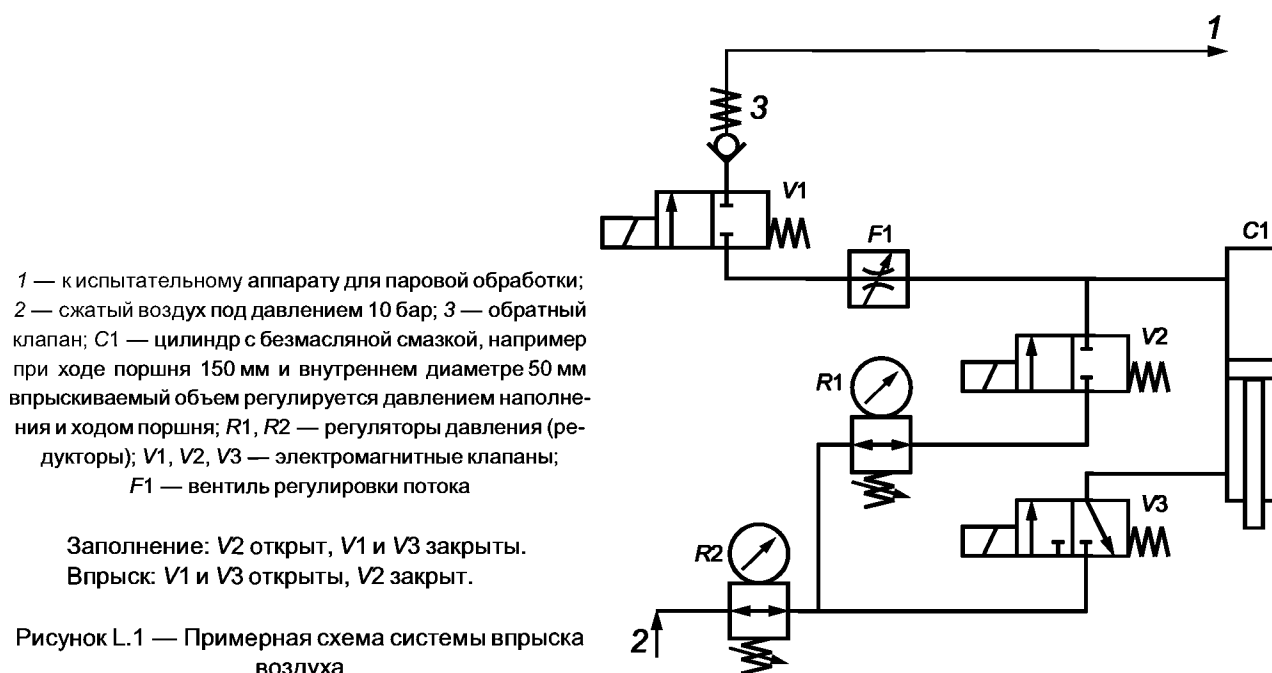 1
3
V1
F1
C1
V2
R1
V3
R2
2
1 — к испытательному аппарату для паровой обработки;
2 — сжатый воздух под давлением 10 бар; 3 — обратный
клапан; C1 — цилиндр с безмасляной смазкой, например
при ходе поршня 150 мм и внутреннем диаметре 50 мм
впрыскиваемый объем регулируется давлением наполне-
ния и ходом поршня; R1, R2 — регуляторы давления (ре-
дукторы); V1, V2, V3 — электромагнитные клапаны;
F1 — вентиль регулировки потока
Заполнение: V2 открыт, V1 и V3 закрыты.
Впрыск: V1 и V3 открыты, V2 закрыт.
Рисунок L.1 — Примерная схема системы впрыска
воздуха